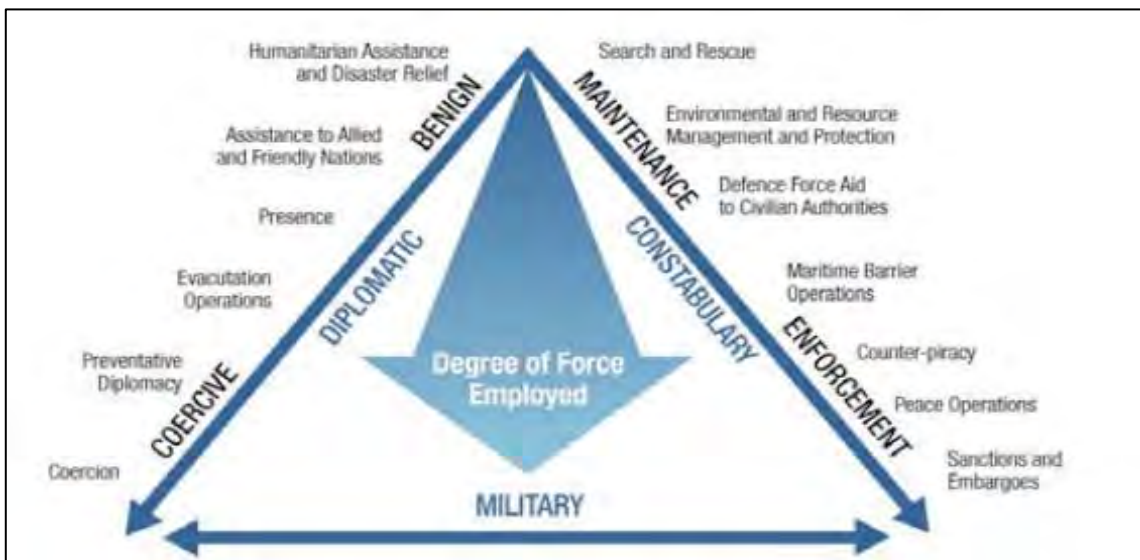 Humanitarian Assistance
and Disaster Relief
Search and Rescue
BENIGN
MAINTENANCE
Environmental and Resource
Management and Protection
Assistance to Allied
and Friendly Nations
Defence Force Aid
to Civilian Authorities
Presence
DIPLOMATIC
CONSTABULARY
Evacutation
Operations
Maritime Barrier
Operations
Degree of Force
Employed
Preventative
Diplomacy
COERCIVE
ENFORCEMENT
Counter-piracy
Peace Operations
Coercion
Sanctions and
Embargoes
MILITARY